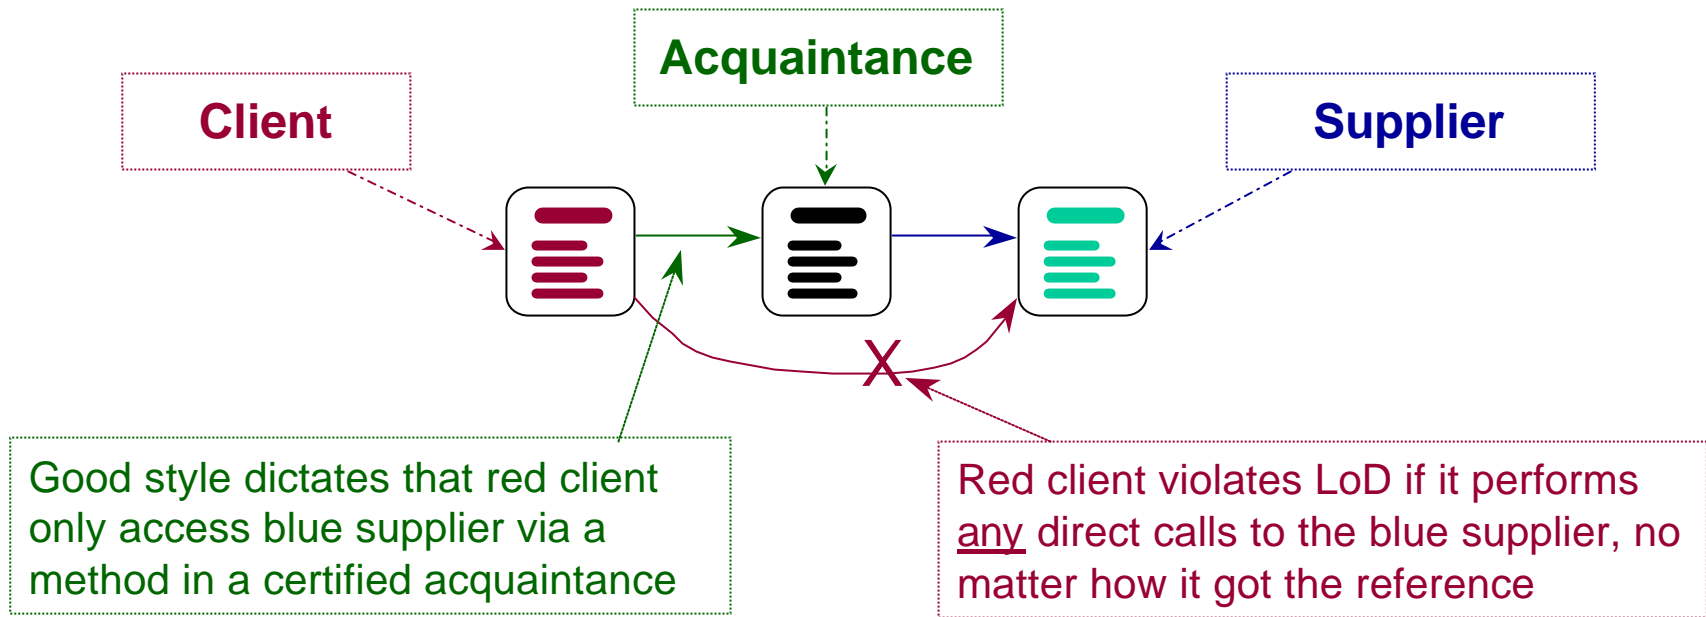 Acquaintance
Client
Supplier
X
Good style dictates that red client
only access blue supplier via a
method in a certified acquaintance
Red client violates LoD if it performs
any direct calls to the blue supplier, no
matter how it got the reference